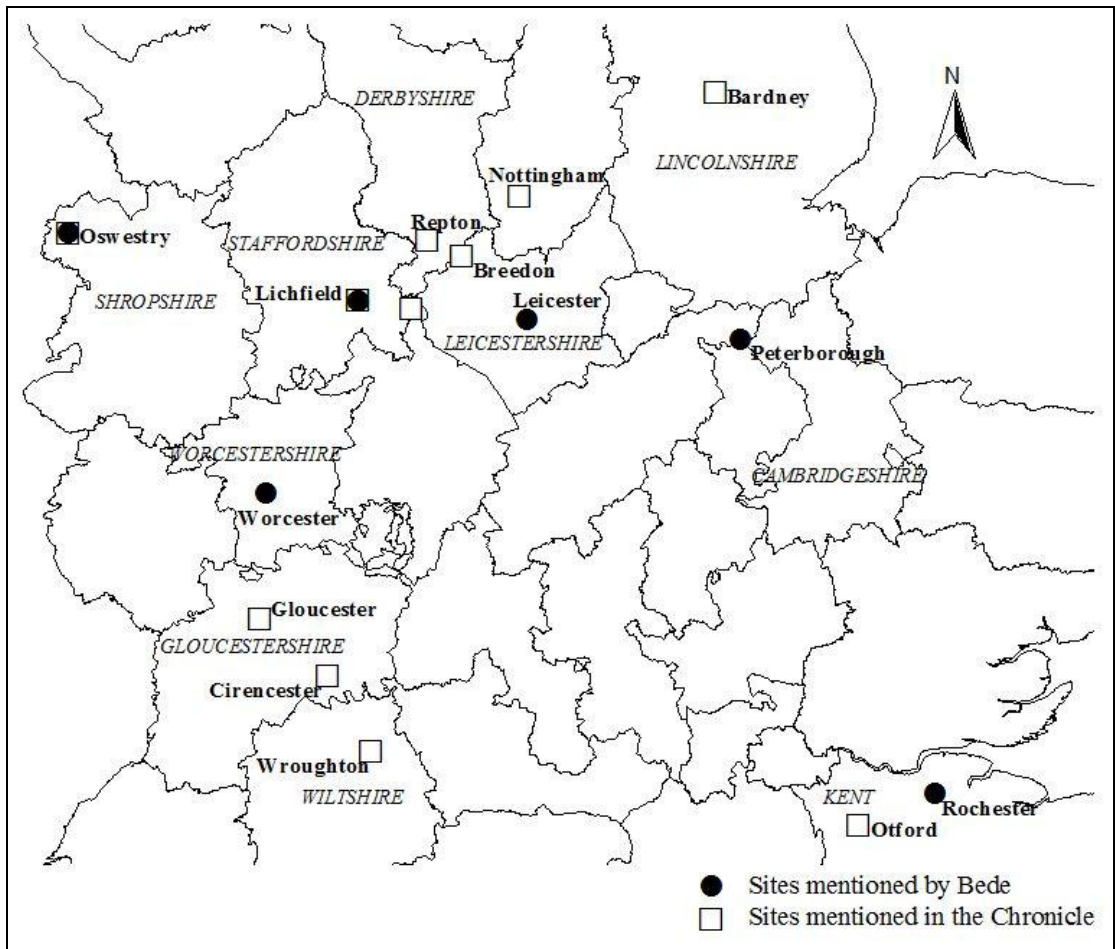 N
DERBYSHIRE
Bardney
LINCOLNSHIRE
Nottingham
Repton
Oswestry
STAFFORDSHIRE
Breedon
Lichfield
SHROPSHIRE
Leicester
LEICESTERSHIRE
Peterborough
WORCESTERSHIRE
CAMBRIDGESHIRE
Worcester
Gloucester
GLOUCESTERSHIRE
Cirencester
Wroughton
WILTSHIRE
KENT
Rochester
Otford
Sites mentioned by Bede
Sites mentioned in the Chronicle